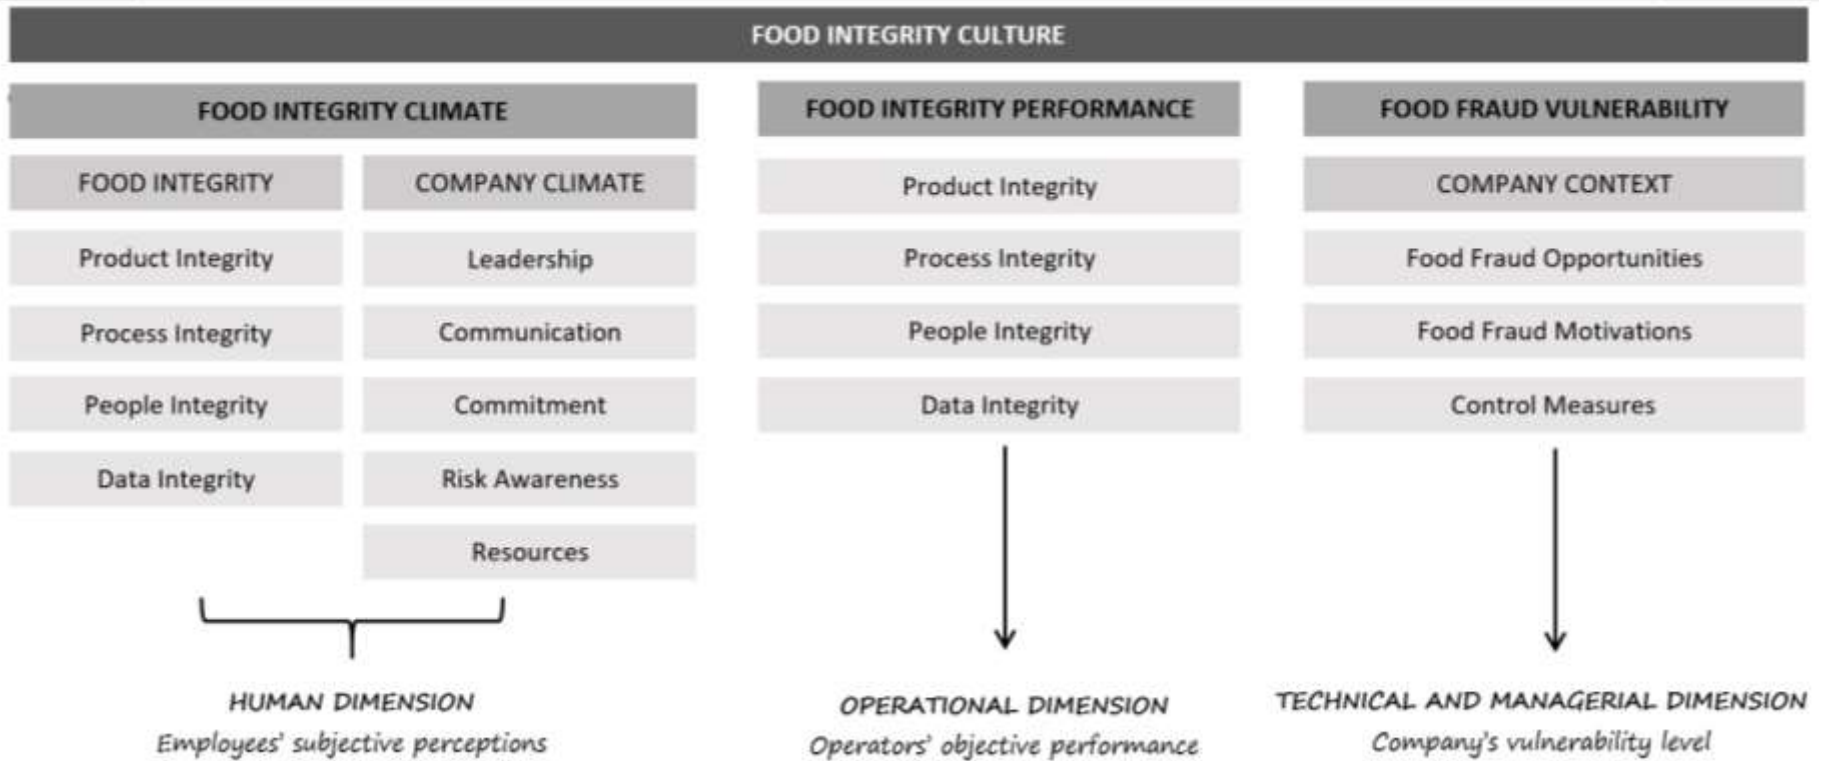 FOOD INTEGRITY CULTURE
FOOD INTEGRITY CLIMATE
FOOD INTEGRITY
Product Integrity
Process Integrity
People Integrity
Data Integrity
COMPANY CLIMATE
Leadership
Communication
Commitment
Risk Awareness
Resources
HUMAN DIMENSION
Employees' subjective perceptions
FOOD INTEGRITY PERFORMANCE
Product Integrity
Process Integrity
People Integrity
Data Integrity
OPERATIONAL DIMENSION
Operators' objective performance
FOOD FRAUD VULNERABILITY
COMPANY CONTEXT
Food Fraud Opportunities
Food Fraud Motivations
Control Measures
TECHNICAL AND MANAGERIAL DIMENSION
Company's vulnerability level